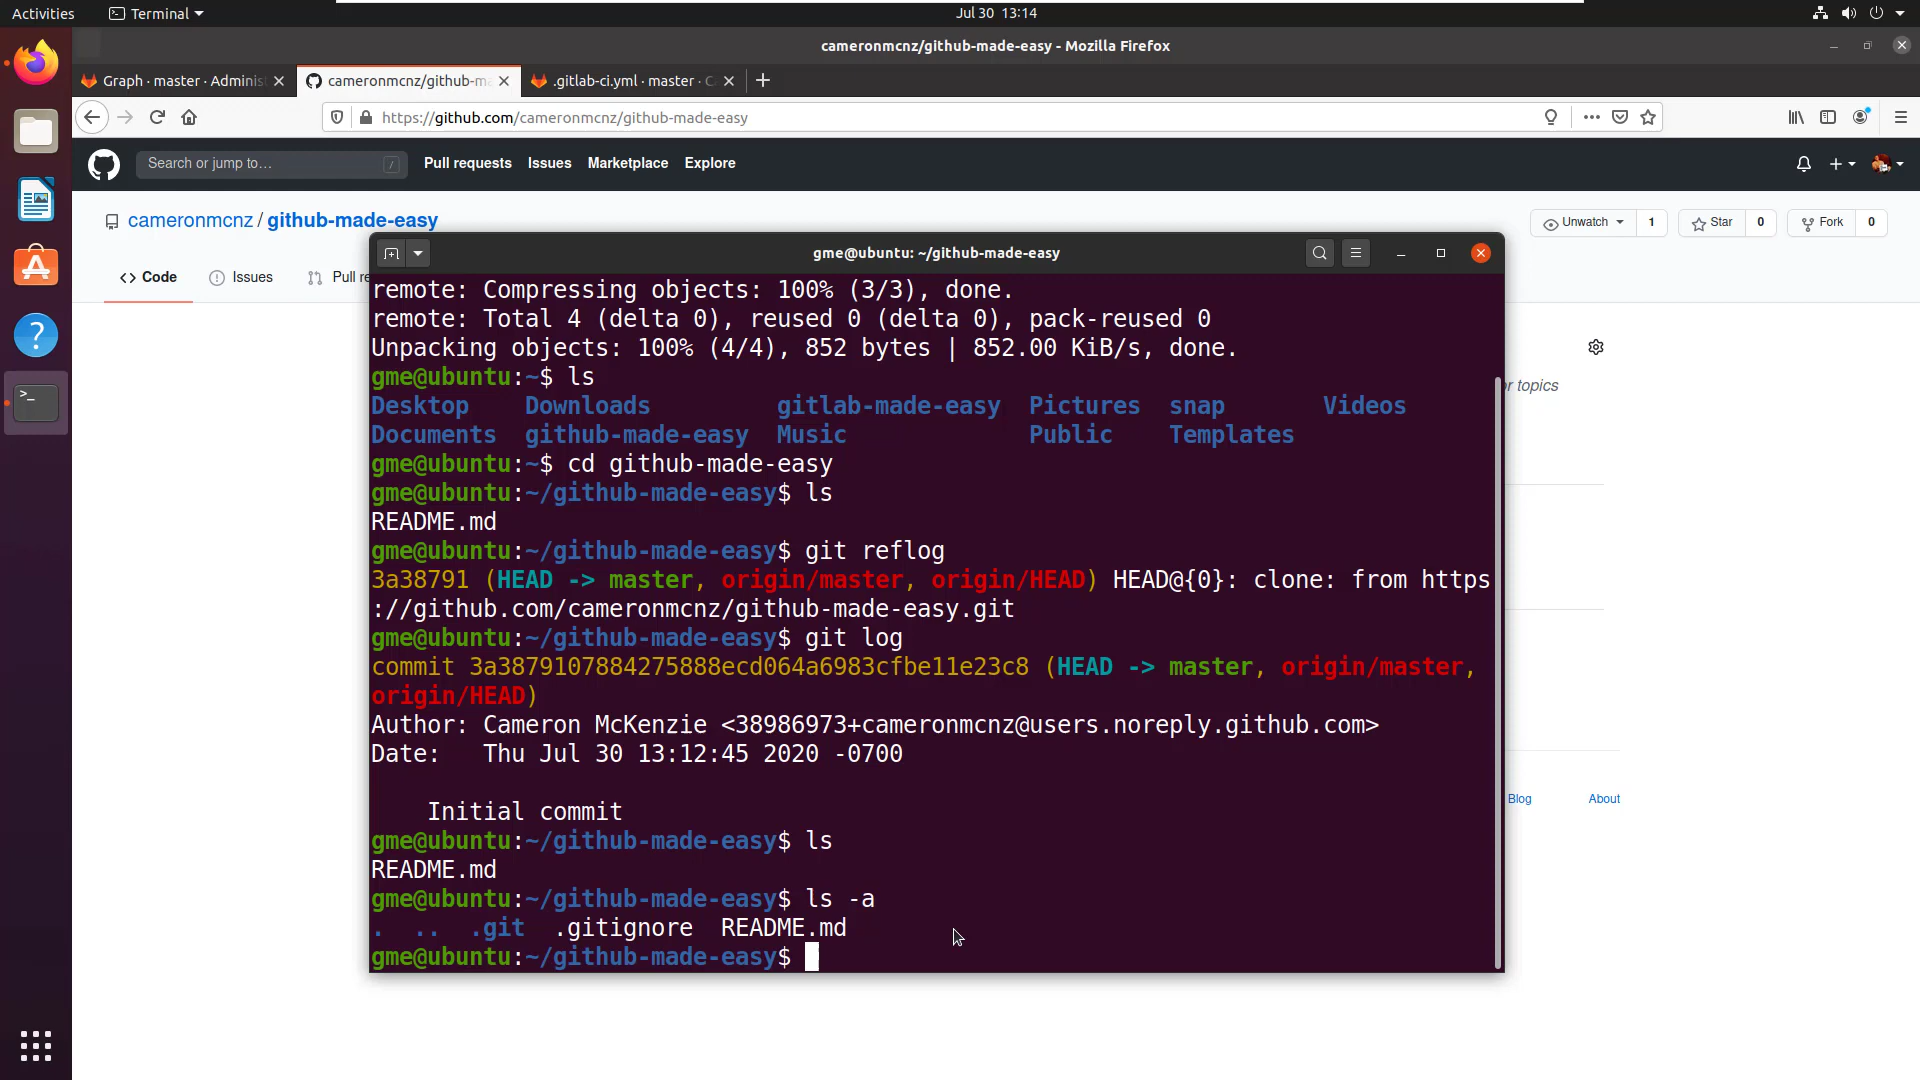 Activities
Terminal
Jul 30 13:14
cameronmcnz/github-made-easy - Mozilla Firefox
Graph · master · Adminis
cameronmcnz/github-ma
.gitlab-ci.yml · master · C
https://github.com/cameronmcnz/github-made-easy
Search or jump to…
/
Pull requests
Issues
Marketplace
Explore
cameronmcnz / github-made-easy
Unwatch 1
Star 0
Fork 0
Code
Issues
Pull re
gme@ubuntu: ~/github-made-easy
remote: Compressing objects: 100% (3/3), done.
remote: Total 4 (delta 0), reused 0 (delta 0), pack-reused 0
Unpacking objects: 100% (4/4), 852 bytes | 852.00 KiB/s, done.
gme@ubuntu:~$ ls
Desktop Downloads gitlab-made-easy Pictures snap Videos
Documents github-made-easy Music Public Templates
gme@ubuntu:~$ cd github-made-easy
gme@ubuntu:~/github-made-easy$ ls
README.md
gme@ubuntu:~/github-made-easy$ git reflog
3a38791 (HEAD -> master, origin/master, origin/HEAD) HEAD@{0}: clone: from https
://github.com/cameronmcnz/github-made-easy.git
gme@ubuntu:~/github-made-easy$ git log
commit 3a3879107884275888ecd064a6983cfbe11e23c8 (HEAD -> master, origin/master,
origin/HEAD)
Author: Cameron McKenzie <38986973+cameronmcnz@users.noreply.github.com>
Date:   Thu Jul 30 13:12:45 2020 -0700
Initial commit
gme@ubuntu:~/github-made-easy$ ls
README.md
gme@ubuntu:~/github-made-easy$ ls -a
. .. .git .gitignore README.md
gme@ubuntu:~/github-made-easy$
or topics
Blog
About